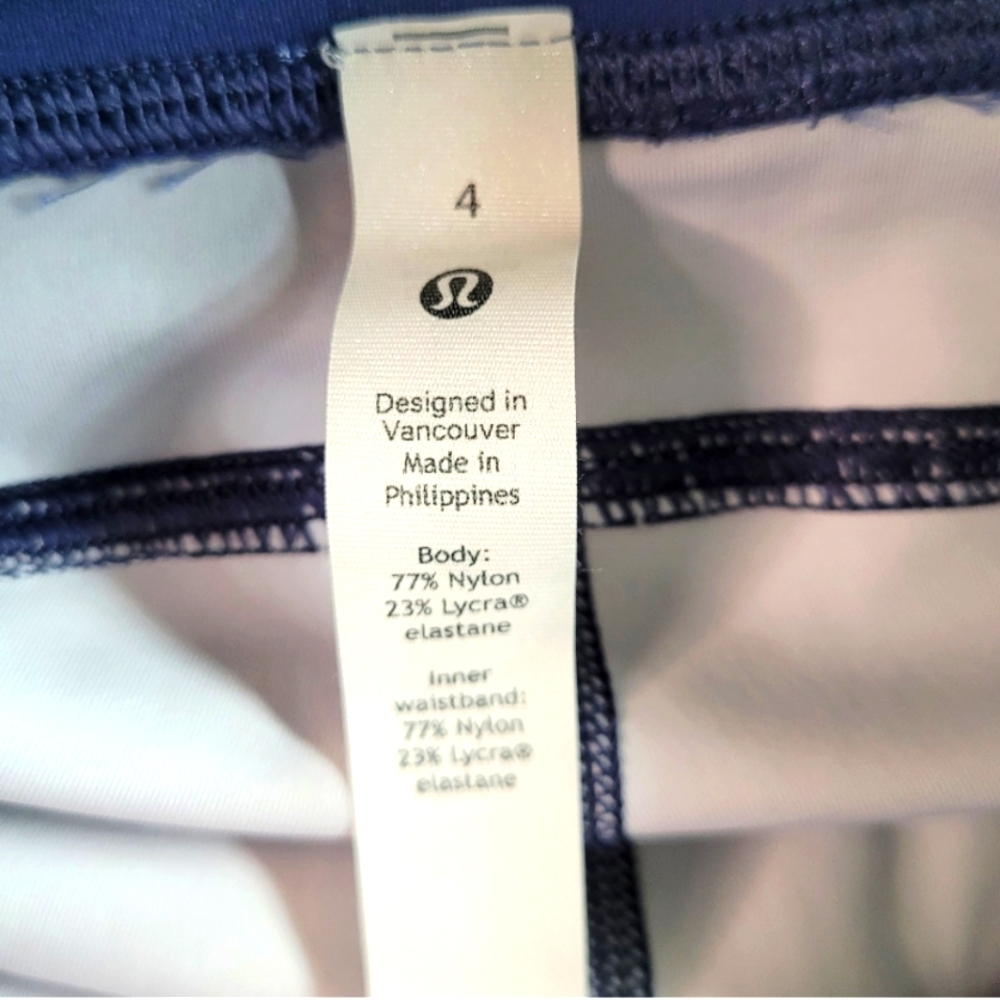 4
Designed in
Vancouver
Made in
Philippines
Body:
77% Nylon
23% Lycra®
elastane
Inner
waistband:
77% Nylon
23% Lycra®
elastane